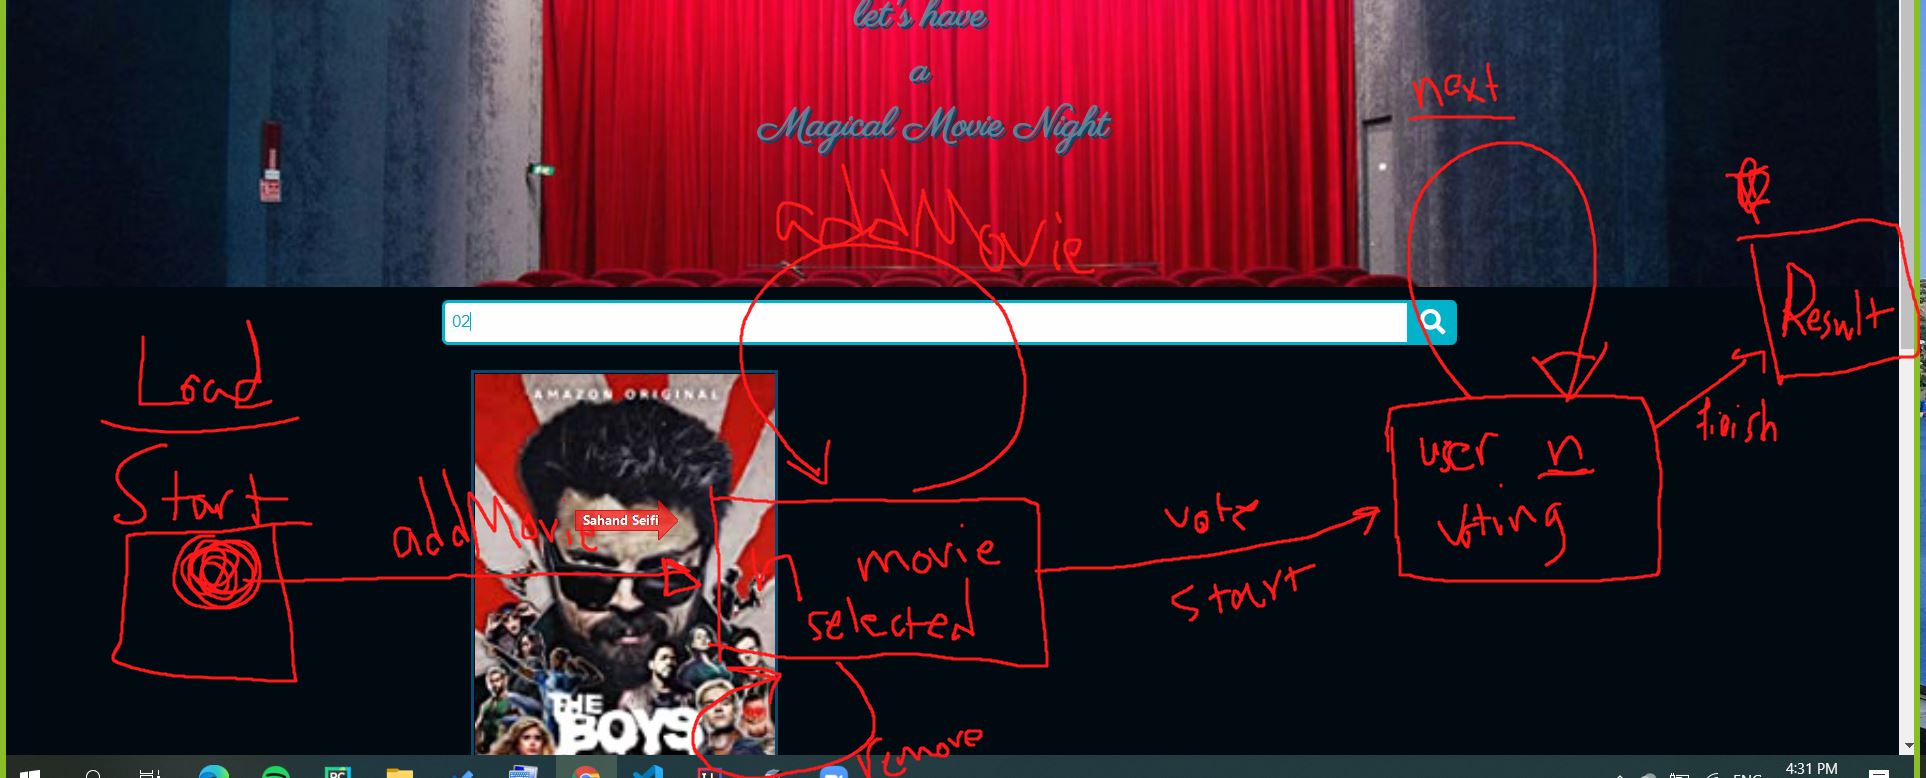 let's have
a
Magical Movie Night
next
addMovie
Result
02
Load
finish
AMAZON ORIGINAL
Start
user n
voting
addMovie
Sahand Seifi
vote
start
n movie
selected
THE
BOYS
remove
4:31 PM
ENG